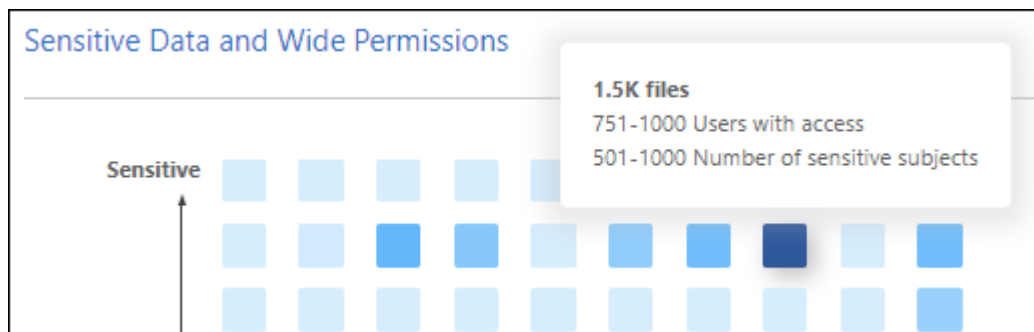 Sensitive Data and Wide Permissions
1.5K files
751-1000 Users with access
501-1000 Number of sensitive subjects
Sensitive